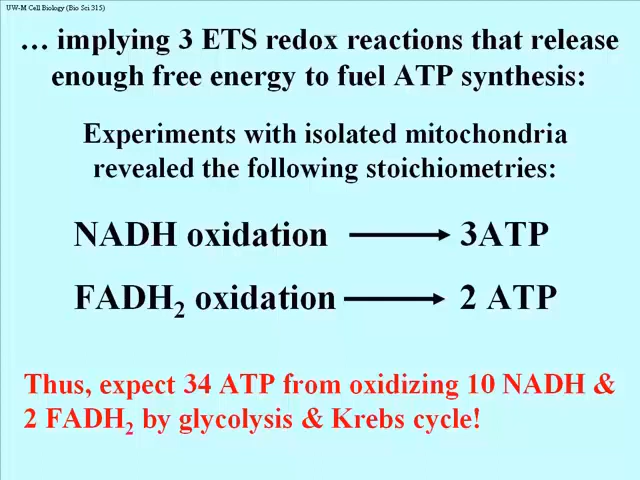 UW-M Cell Biology (Bio Sci 315)
… implying 3 ETS redox reactions that release
enough free energy to fuel ATP synthesis:
Experiments with isolated mitochondria
revealed the following stoichiometries:
NADH oxidation → 3ATP
FADH₂ oxidation → 2 ATP
Thus, expect 34 ATP from oxidizing 10 NADH &
2 FADH₂ by glycolysis & Krebs cycle!